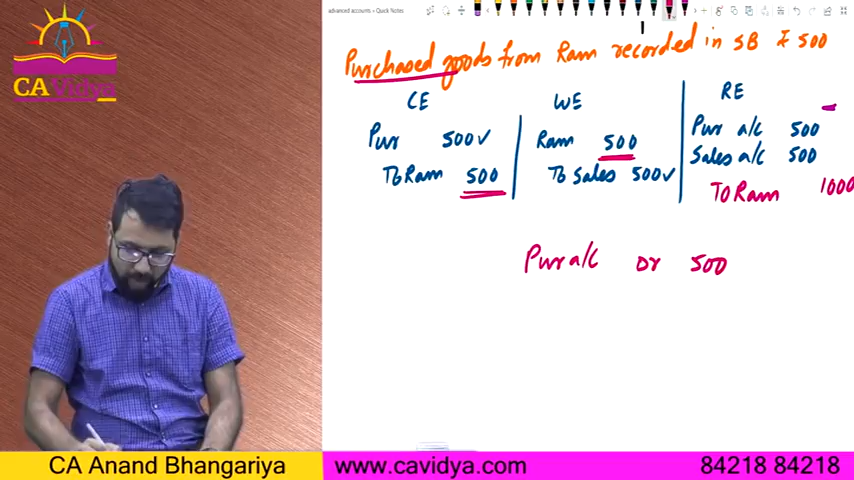 advanced accounts - Quick Notes
CA Vidya
Purchased goods from Ram recorded in SB ₹ 500
CE
Pur 500✓
To Ram 500
WE
Ram 500
To Sales 500✓
RE
Pur a/c 500
Sales a/c 500
To Ram 1000
Pur a/c Dr 500
CA Anand Bhangariya www.cavidya.com 84218 84218